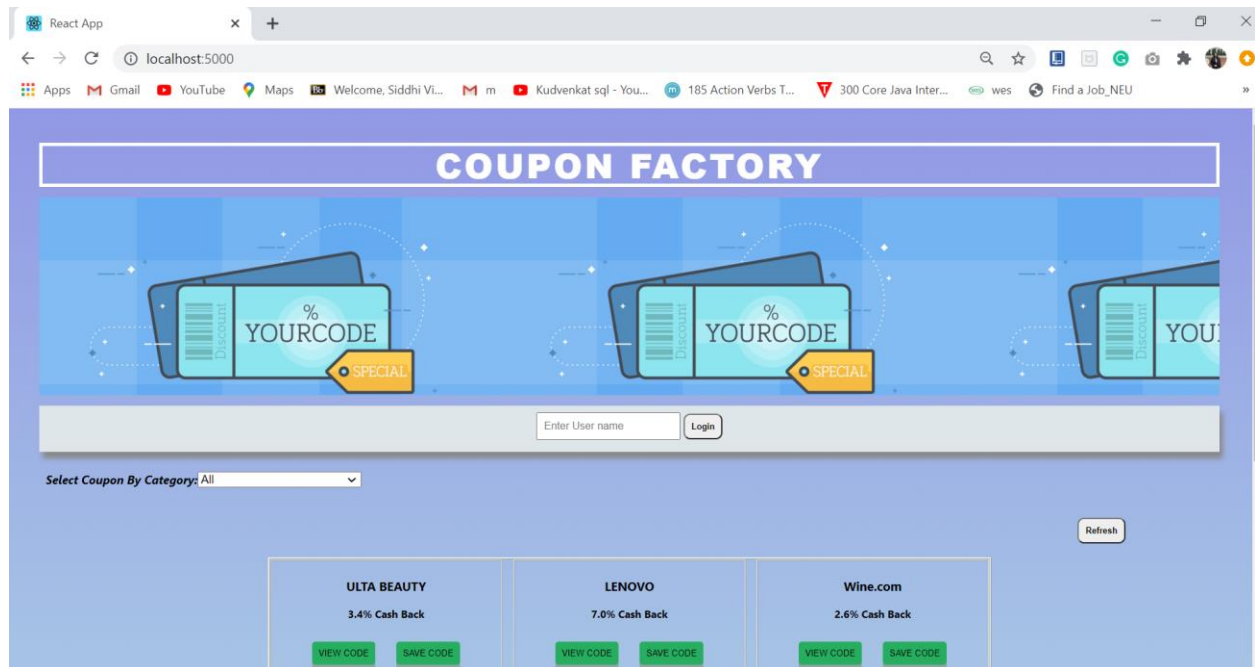 React App
localhost:5000
Apps Gmail YouTube Maps Bb Welcome, Siddhi Vi... m Kudvenkat sql - You... m 185 Action Verbs T... 300 Core Java Inter... wes Find a Job_NEU »
COUPON FACTORY
% % 
YOURCODE YOURCODE YOU
Discount Discount Discount
SPECIAL SPECIAL
Enter User name Login
Select Coupon By Category: All
Refresh
ULTA BEAUTY LENOVO Wine.com
3.4% Cash Back 7.0% Cash Back 2.6% Cash Back
VIEW CODE SAVE CODE VIEW CODE SAVE CODE VIEW CODE SAVE CODE